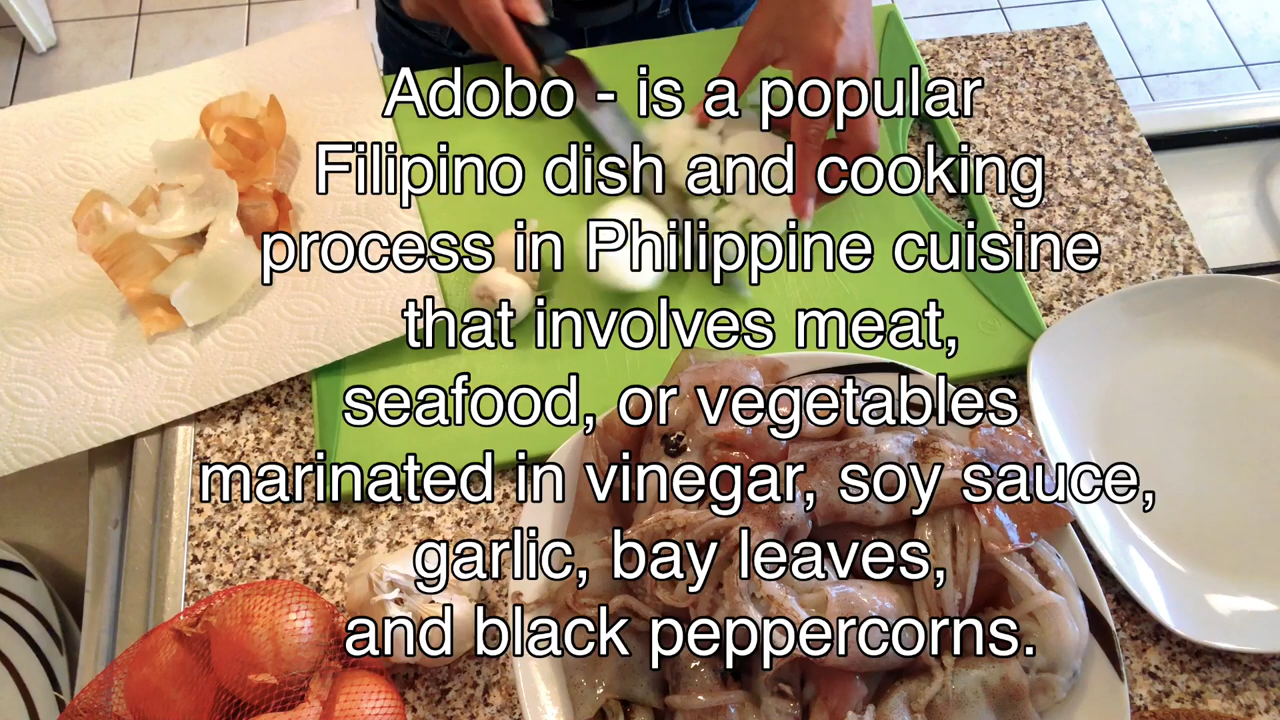 Adobo - is a popular
Filipino dish and cooking
process in Philippine cuisine
that involves meat,
seafood, or vegetables
marinated in vinegar, soy sauce,
garlic, bay leaves,
and black peppercorns.